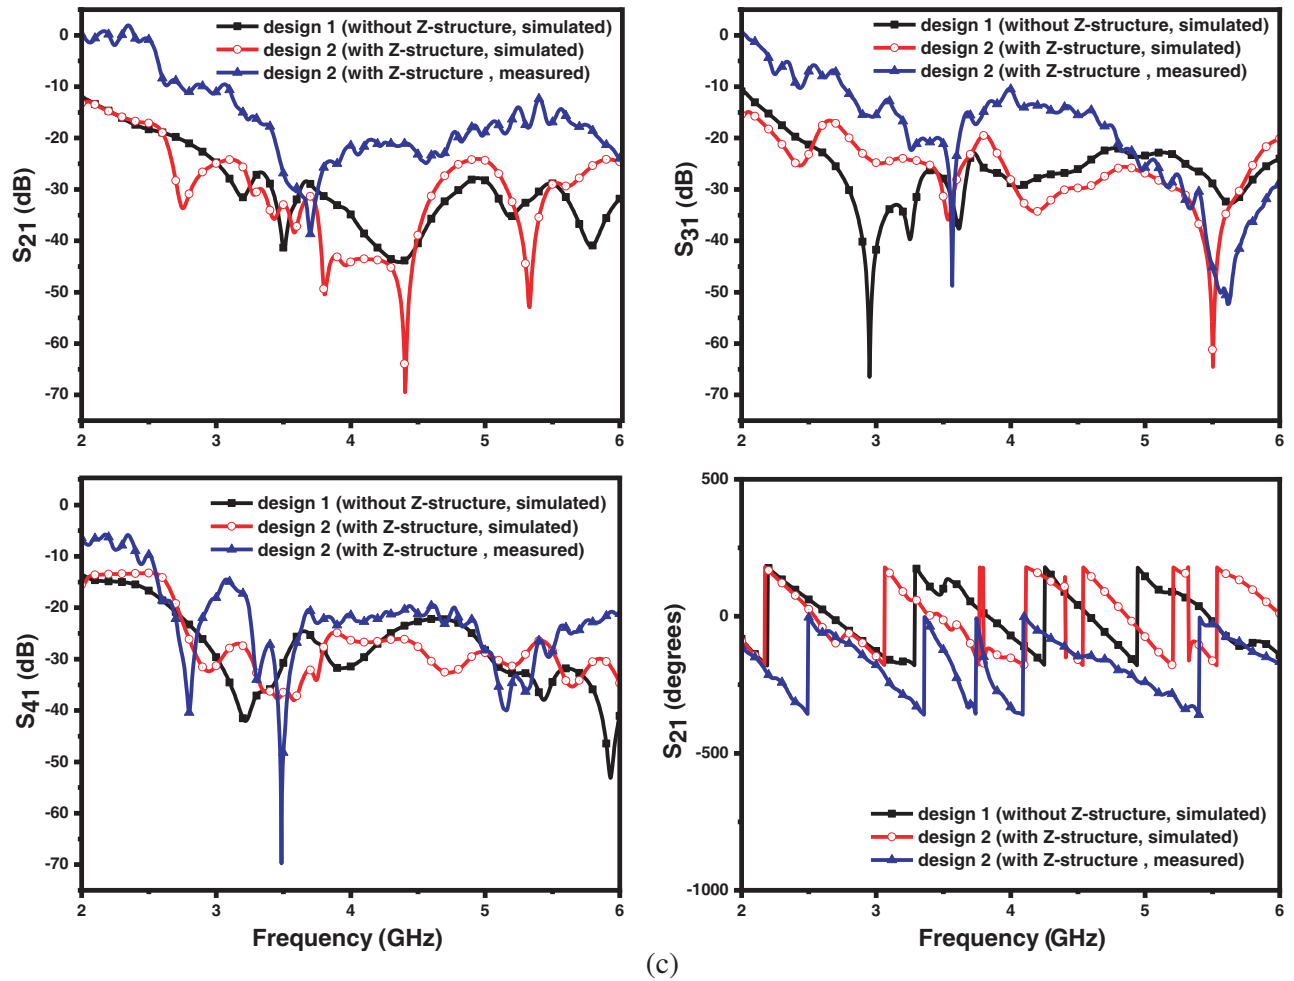 design 1 (without Z-structure, simulated)
design 2 (with Z-structure, simulated)
design 2 (with Z-structure , measured)
0
-10
-20
-30
-40
-50
-60
-70
S21 (dB)
2 3 4 5 6
design 1 (without Z-structure, simulated)
design 2 (with Z-structure, simulated)
design 2 (with Z-structure , measured)
0
-10
-20
-30
-40
-50
-60
-70
S31 (dB)
2 3 4 5 6
design 1 (without Z-structure, simulated)
design 2 (with Z-structure, simulated)
design 2 (with Z-structure , measured)
0
-10
-20
-30
-40
-50
-60
-70
S41 (dB)
2 3 4 5 6
Frequency (GHz)
500
0
-500
-1000
S21 (degrees)
design 1 (without Z-structure, simulated)
design 2 (with Z-structure, simulated)
design 2 (with Z-structure , measured)
2 3 4 5 6
Frequency (GHz)
(c)